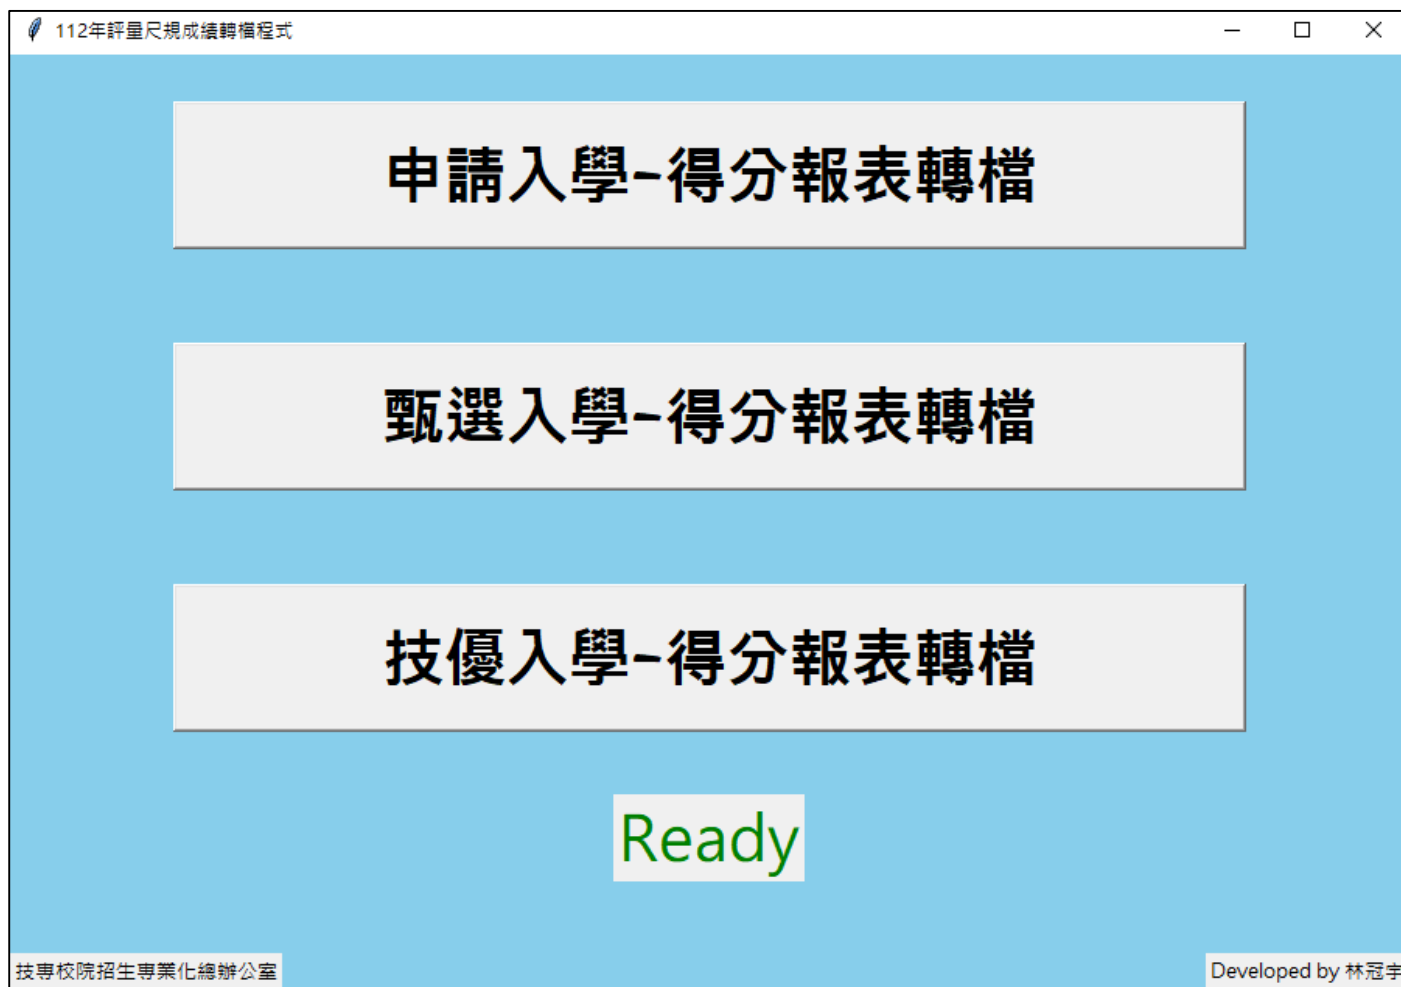 112年評量尺規成績轉檔程式
申請入學-得分報表轉檔
甄選入學-得分報表轉檔
技優入學-得分報表轉檔
Ready
技專校院招生專業化總辦公室
Developed by 林冠宇